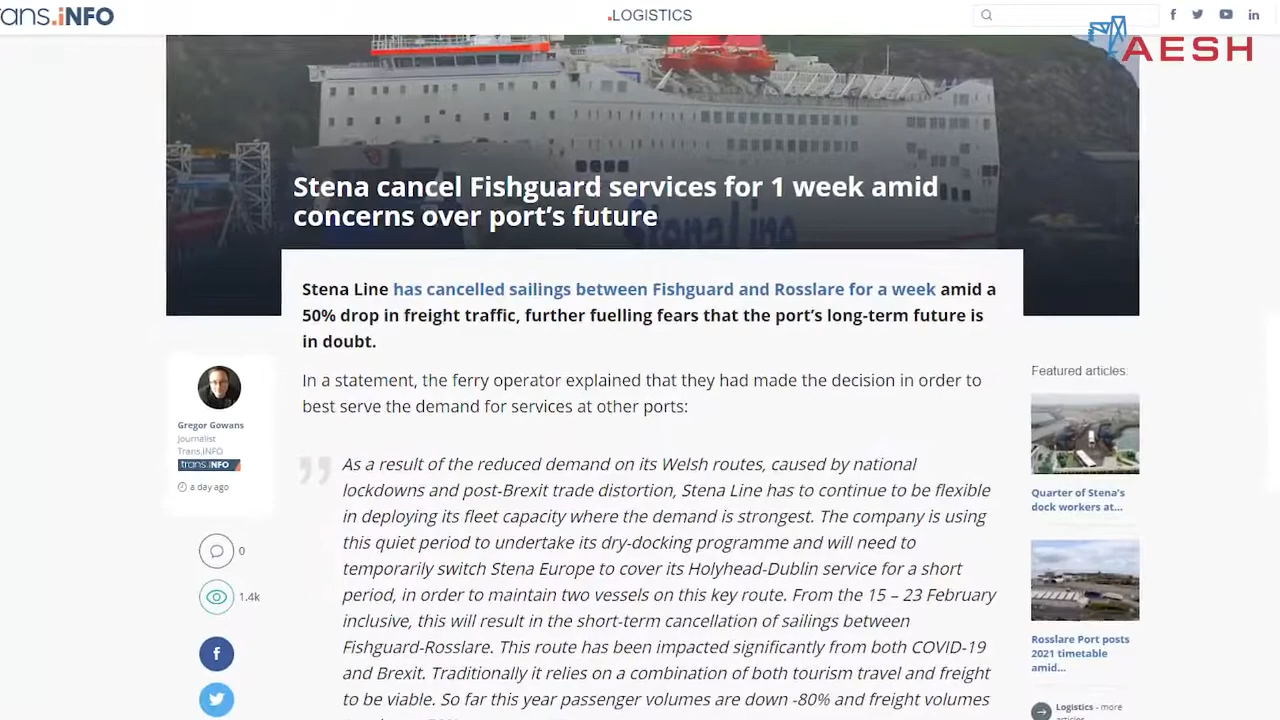 rans.iNFO
.LOGISTICS
AESH
Stena cancel Fishguard services for 1 week amid
concerns over port's future
StenaLine
Stena Line has cancelled sailings between Fishguard and Rosslare for a week amid a
50% drop in freight traffic, further fuelling fears that the port's long-term future is
in doubt.
In a statement, the ferry operator explained that they had made the decision in order to
best serve the demand for services at other ports:
Gregor Gowans
Journalist
Trans.INFO
trans.iNFO
a day ago
0
1.4k
As a result of the reduced demand on its Welsh routes, caused by national
lockdowns and post-Brexit trade distortion, Stena Line has to continue to be flexible
in deploying its fleet capacity where the demand is strongest. The company is using
this quiet period to undertake its dry-docking programme and will need to
temporarily switch Stena Europe to cover its Holyhead-Dublin service for a short
period, in order to maintain two vessels on this key route. From the 15 – 23 February
inclusive, this will result in the short-term cancellation of sailings between
Fishguard-Rosslare. This route has been impacted significantly from both COVID-19
and Brexit. Traditionally it relies on a combination of both tourism travel and freight
to be viable. So far this year passenger volumes are down -80% and freight volumes
Featured articles:
Quarter of Stena's
dock workers at...
Rosslare Port posts
2021 timetable
amid...
Logistics - more
articles